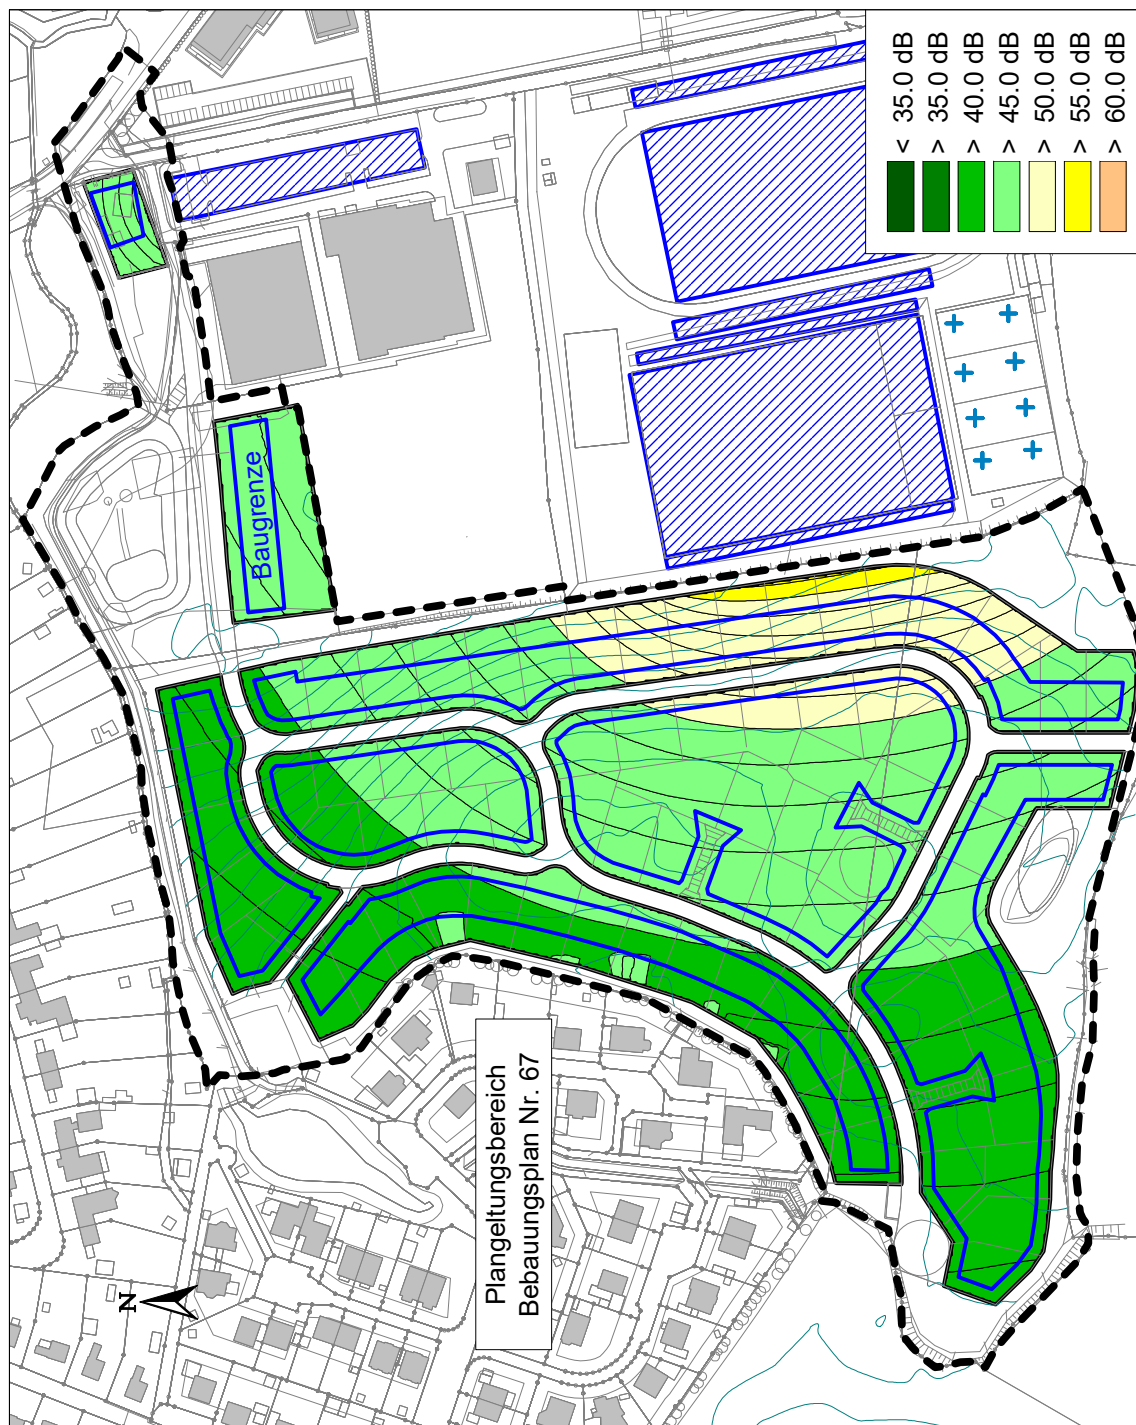 < 35.0 dB
> 35.0 dB
> 40.0 dB
> 45.0 dB
> 50.0 dB
> 55.0 dB
> 60.0 dB
Baugrenze
Plangeltungsbereich
Bebauungsplan Nr. 67
N